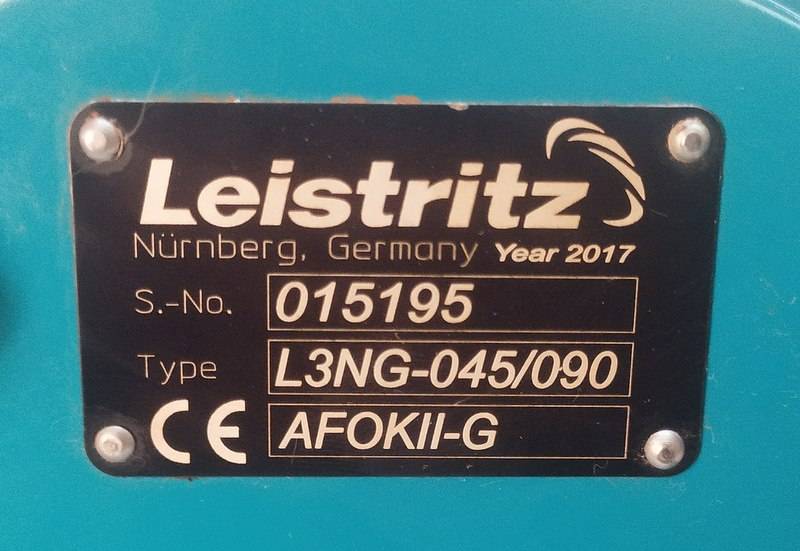 Leistritz
Nürnberg, Germany Year 2017
S.-No. 015195
Type L3NG-045/090
CE AFOKII-G